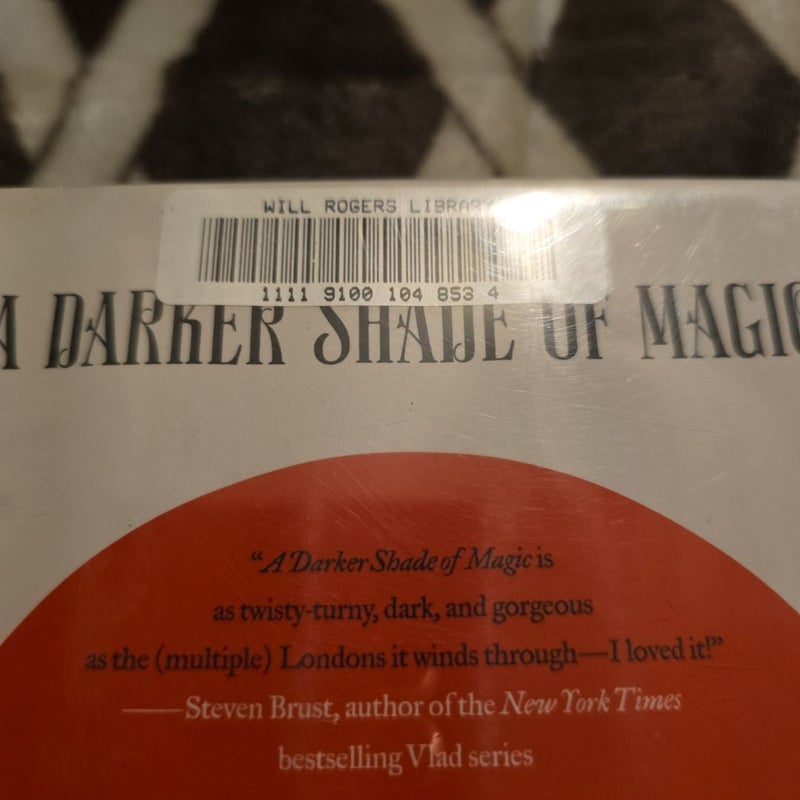 WILL ROGERS LIBRARY
1111 9100 104 853 4
A DARKER SHADE OF MAGIC
“A Darker Shade of Magic is
as twisty-turny, dark, and gorgeous
as the (multiple) Londons it winds through—I loved it!”
——Steven Brust, author of the New York Times
bestselling Vlad series